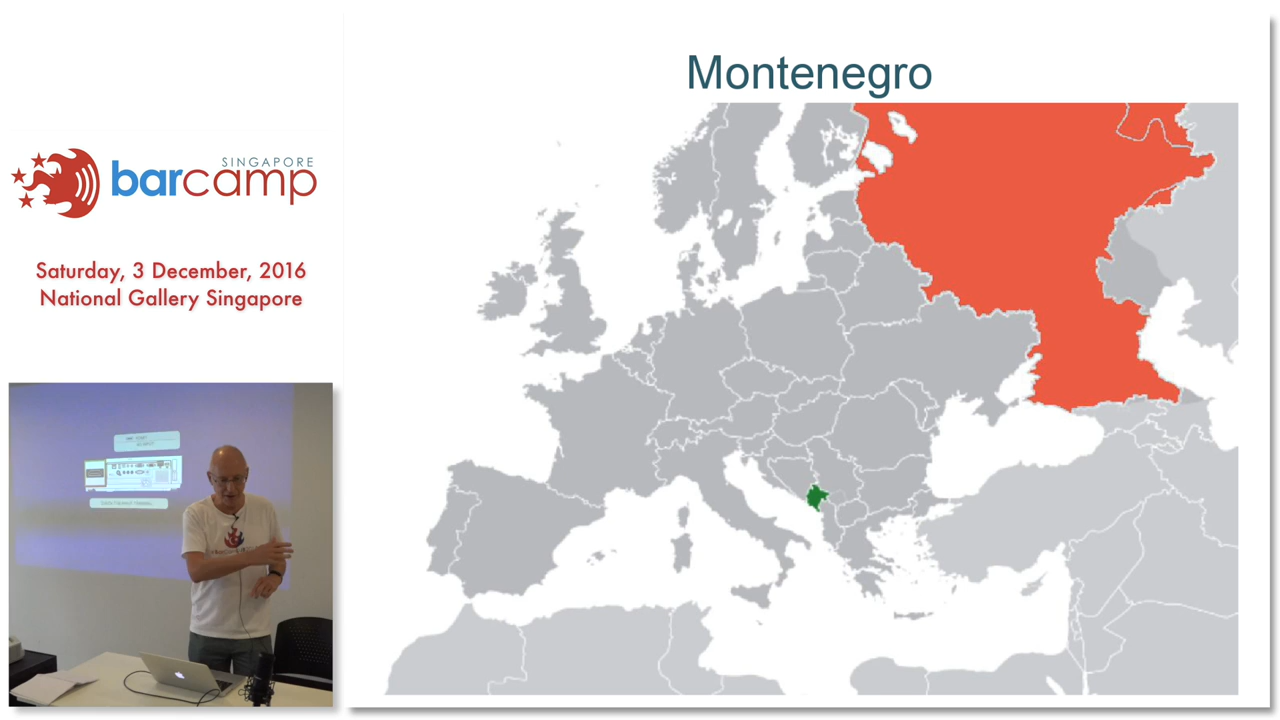 Montenegro
SINGAPORE
barcamp
Saturday, 3 December, 2016
National Gallery Singapore